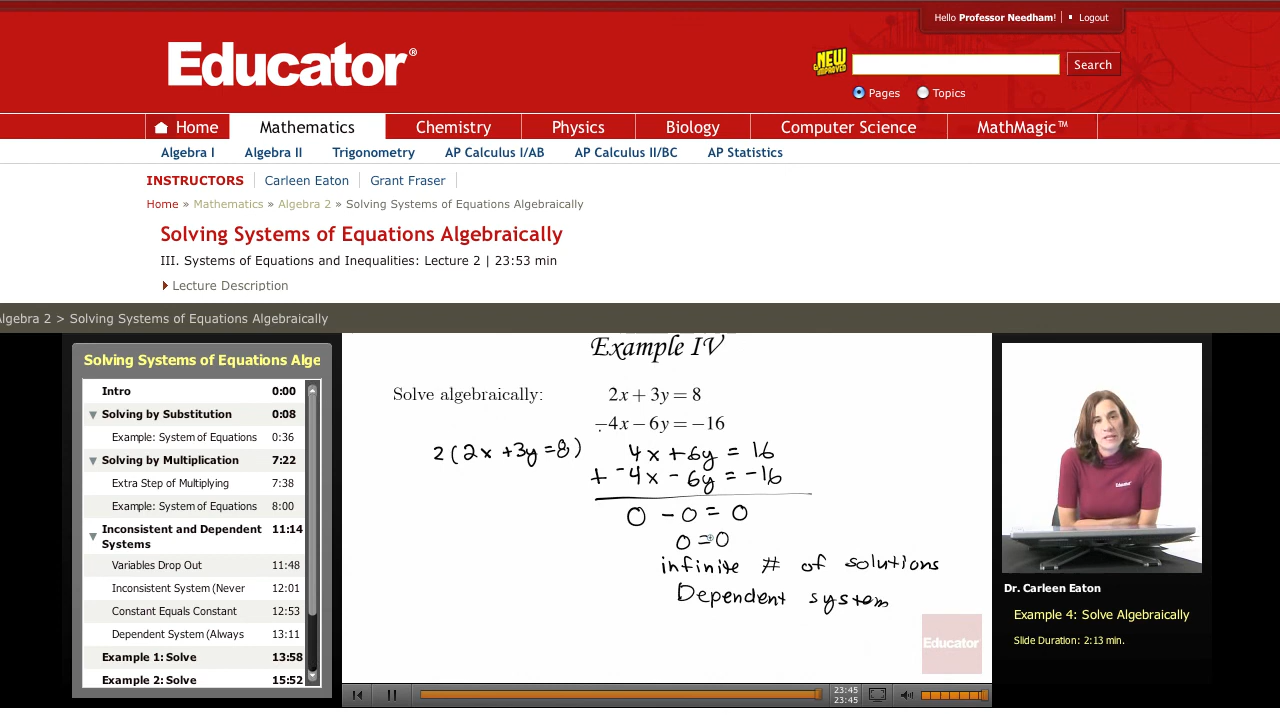 Hello Professor Needham! Logout
Educator®
NEW
& IMPROVED
Search
Pages Topics
Home Mathematics Chemistry Physics Biology Computer Science MathMagic™
Algebra I Algebra II Trigonometry AP Calculus I/AB AP Calculus II/BC AP Statistics
INSTRUCTORS Carleen Eaton Grant Fraser
Home » Mathematics » Algebra 2 » Solving Systems of Equations Algebraically
Solving Systems of Equations Algebraically
III. Systems of Equations and Inequalities: Lecture 2 | 23:53 min
Lecture Description
lgebra 2 > Solving Systems of Equations Algebraically
Solving Systems of Equations Alge
Intro 0:00
Solving by Substitution 0:08
Example: System of Equations 0:36
Solving by Multiplication 7:22
Extra Step of Multiplying 7:38
Example: System of Equations 8:00
Inconsistent and Dependent 11:14
Systems
Variables Drop Out 11:48
Inconsistent System (Never 12:01
Constant Equals Constant 12:53
Dependent System (Always 13:11
Example 1: Solve 13:58
Example 2: Solve 15:52
Example IV
Solve algebraically: 2x + 3y = 8
−4x − 6y = −16
2(2x +3y =8) 4x +6y = 16
+ -4x - 6y = -16
0 - 0 = 0
0 = 0
infinite # of solutions
Dependent system
Educator
23:45
23:45
Educator
Dr. Carleen Eaton
Example 4: Solve Algebraically
Slide Duration: 2:13 min.